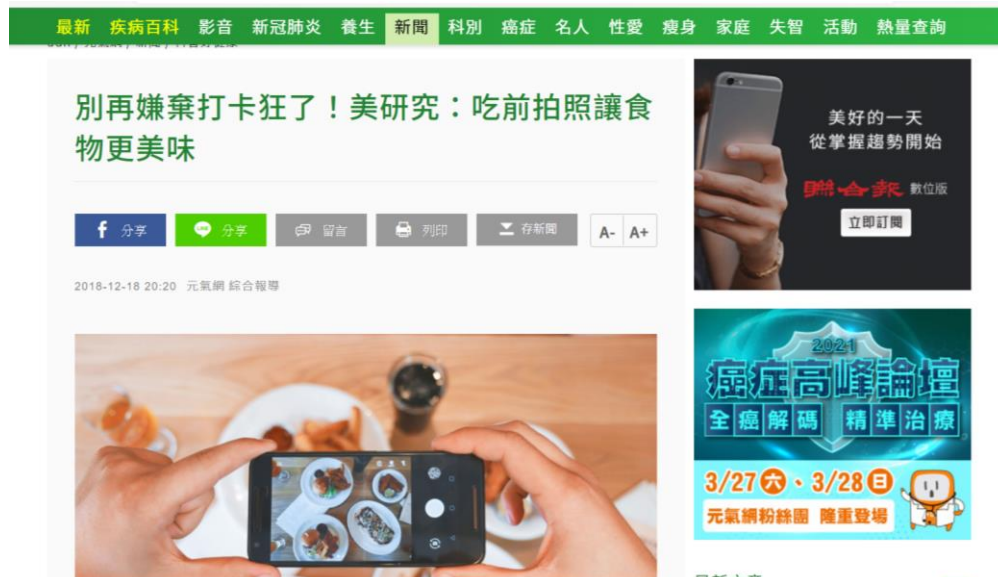 最新 疾病百科 影音 新冠肺炎 養生 新聞 科別 癌症 名人 性愛 瘦身 家庭 失智 活動 熱量查詢
別再嫌棄打卡狂了！美研究：吃前拍照讓食
物更美味
分享 分享 留言 列印 存新聞 A- A+
2018-12-18 20:20 元氣網 綜合報導
美好的一天
從掌握趨勢開始
聯合報 數位版
立即訂閱
2021
癌症高峰論壇
全癌解碼 精準治療
3/27 六、3/28 日
元氣網粉絲團 隆重登場